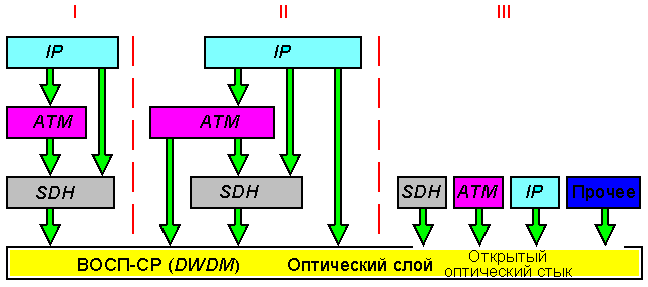 I II III
IP IP
ATM ATM
SDH SDH SDH ATM IP Прочее
ВОСП-СР (DWDM) Оптический слой Открытый
оптический стык